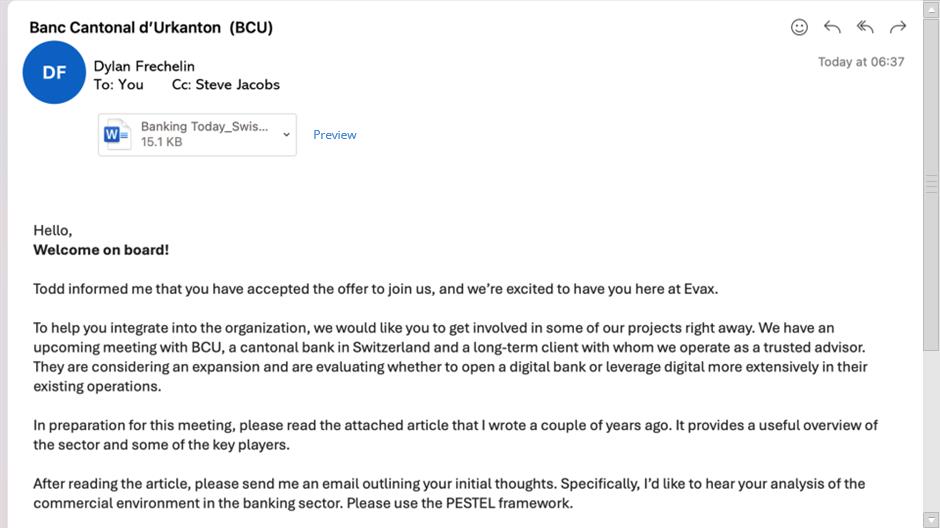 Banc Cantonal d’Urkanton (BCU)
DF
Dylan Frechelin
To: You Cc: Steve Jacobs
Today at 06:37
Banking Today_Swis...
15.1 KB
Preview
Hello,
Welcome on board!
Todd informed me that you have accepted the offer to join us, and we’re excited to have you here at Evax.
To help you integrate into the organization, we would like you to get involved in some of our projects right away. We have an
upcoming meeting with BCU, a cantonal bank in Switzerland and a long-term client with whom we operate as a trusted advisor.
They are considering an expansion and are evaluating whether to open a digital bank or leverage digital more extensively in their
existing operations.
In preparation for this meeting, please read the attached article that I wrote a couple of years ago. It provides a useful overview of
the sector and some of the key players.
After reading the article, please send me an email outlining your initial thoughts. Specifically, I’d like to hear your analysis of the
commercial environment in the banking sector. Please use the PESTEL framework.